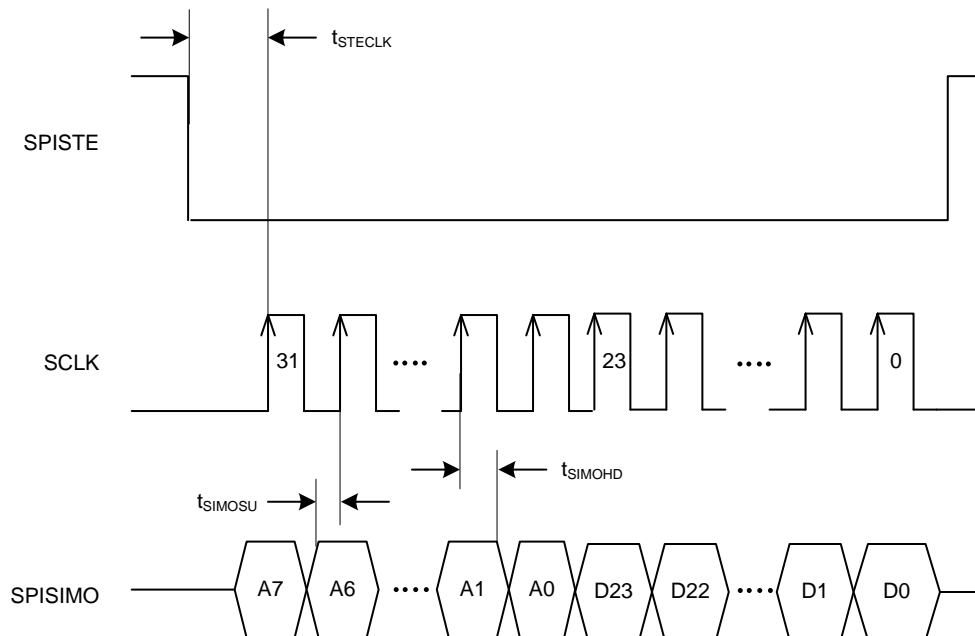 tSTECLK
SPISTE
SCLK
31
23
0
tSIMOSU
tSIMOHD
SPISIMO
A7
A6
A1
A0
D23
D22
D1
D0